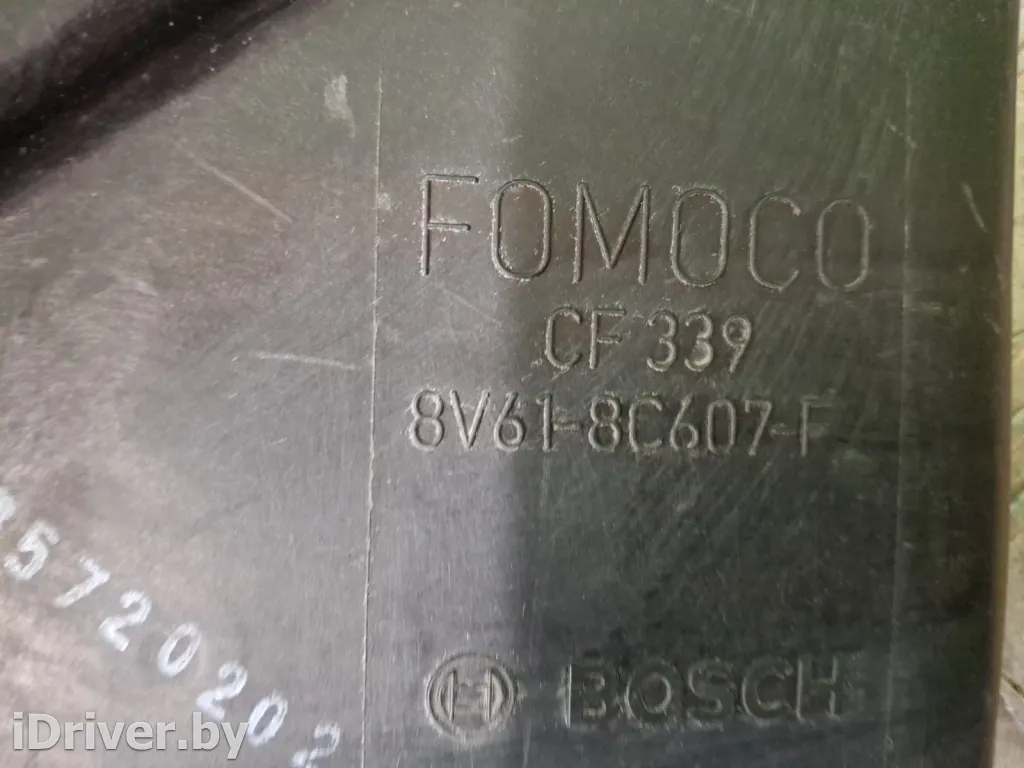 FOMOCO
CF 339
8V61-8C607-F
BOSCH
iDriver.by